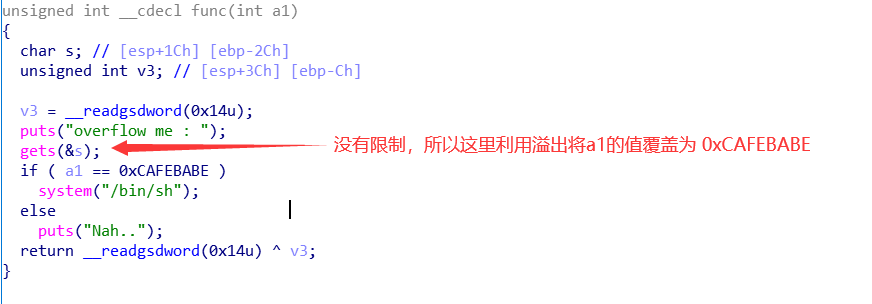 unsigned int __cdecl func(int a1)
{
  char s; // [esp+1Ch] [ebp-2Ch]
  unsigned int v3; // [esp+3Ch] [ebp-Ch]

  v3 = __readgsdword(0x14u);
  puts("overflow me : ");
  gets(&s); 没有限制，所以这里利用溢出将a1的值覆盖为 0xCAFEBABE
  if ( a1 == 0xCAFEBABE )
    system("/bin/sh");
  else
    puts("Nah..");
  return __readgsdword(0x14u) ^ v3;
}